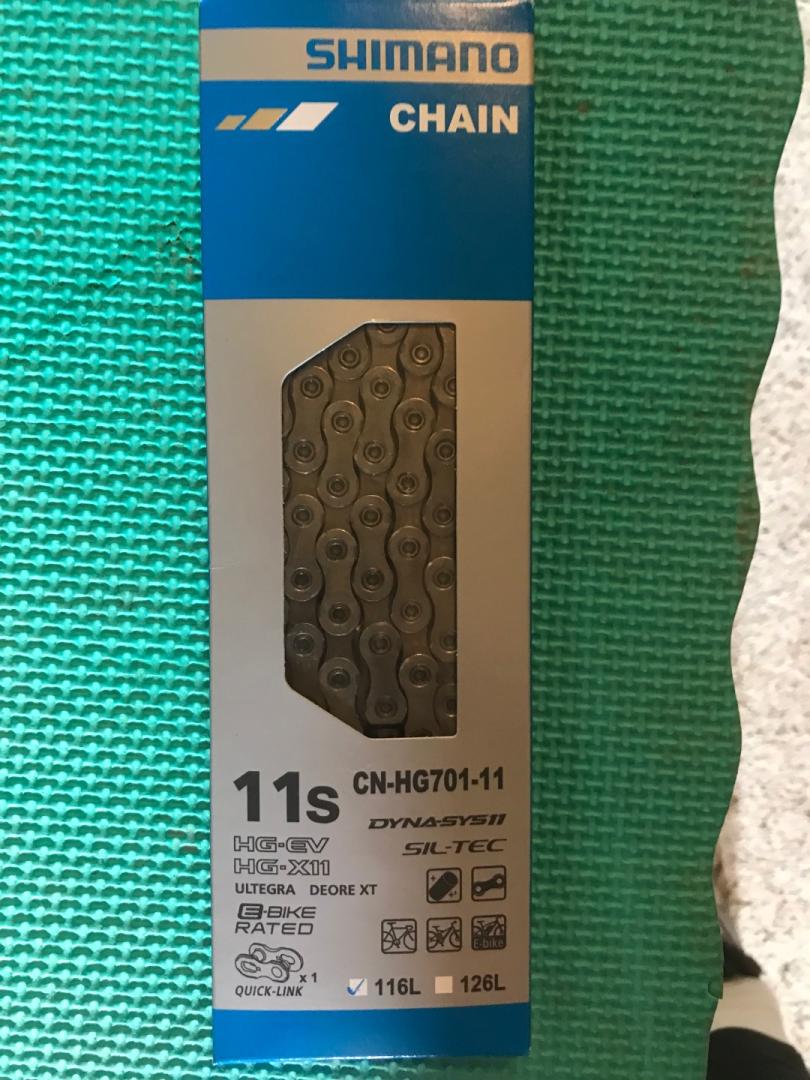 SHIMANO
CHAIN
11s CN-HG701-11
DYNA-SYS11
HG-EV SIL-TEC
HG-X11
ULTEGRA DEORE XT
E-BIKE
RATED
E-bike
x 1
QUICK-LINK 116L 126L